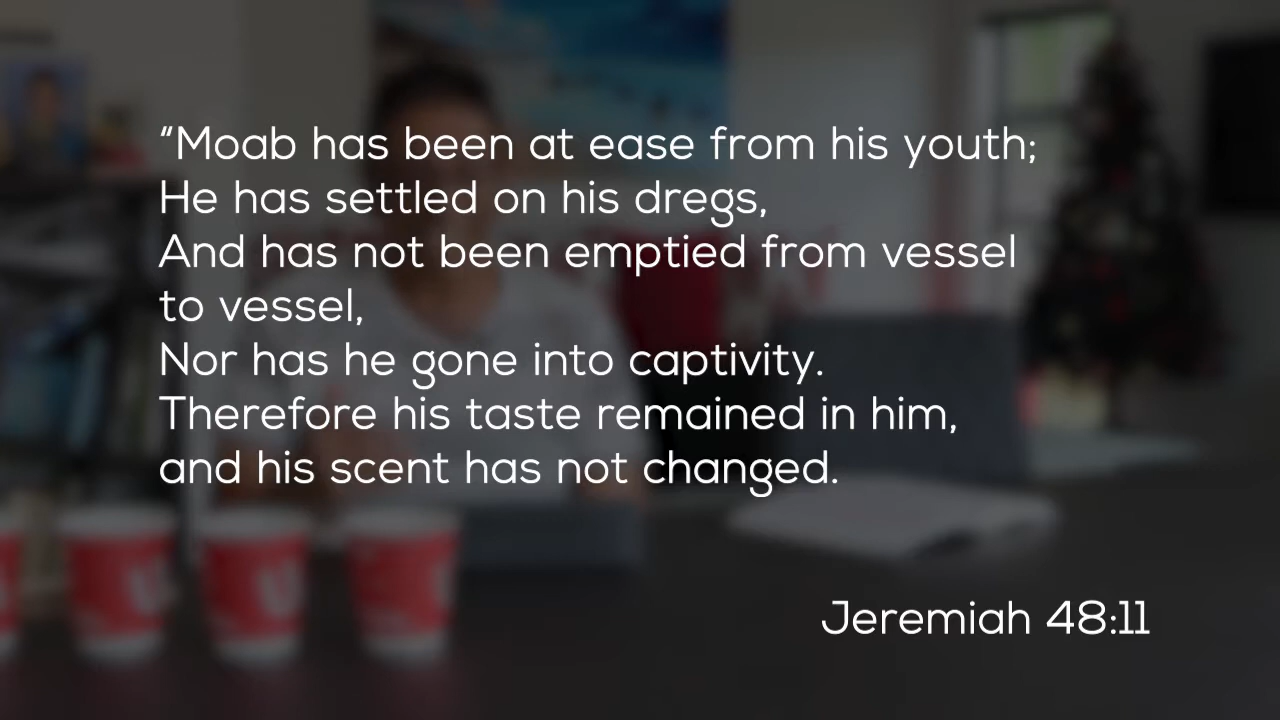 “Moab has been at ease from his youth;
He has settled on his dregs,
And has not been emptied from vessel
to vessel,
Nor has he gone into captivity.
Therefore his taste remained in him,
and his scent has not changed.
Jeremiah 48:11